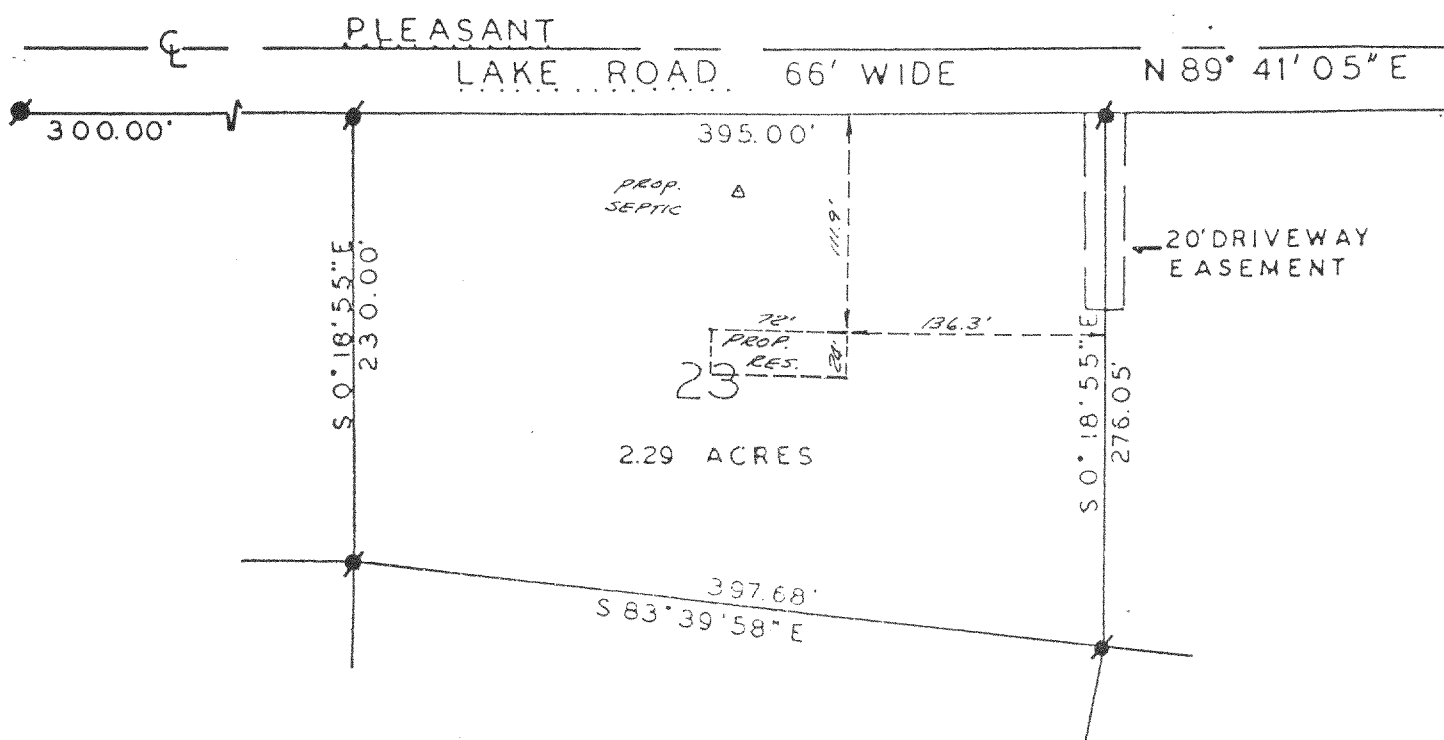 ℄
PLEASANT
LAKE ROAD 66' WIDE
N 89° 41' 05" E
300.00'
395.00'
PROP.
SEPTIC
111.9'
20' DRIVEWAY
EASEMENT
S 0° 18' 55" E
230.00'
72'
136.3'
PROP.
RES.
23
2.29 ACRES
S 0° 18' 55" E
276.05'
397.68'
S 83° 39' 58" E